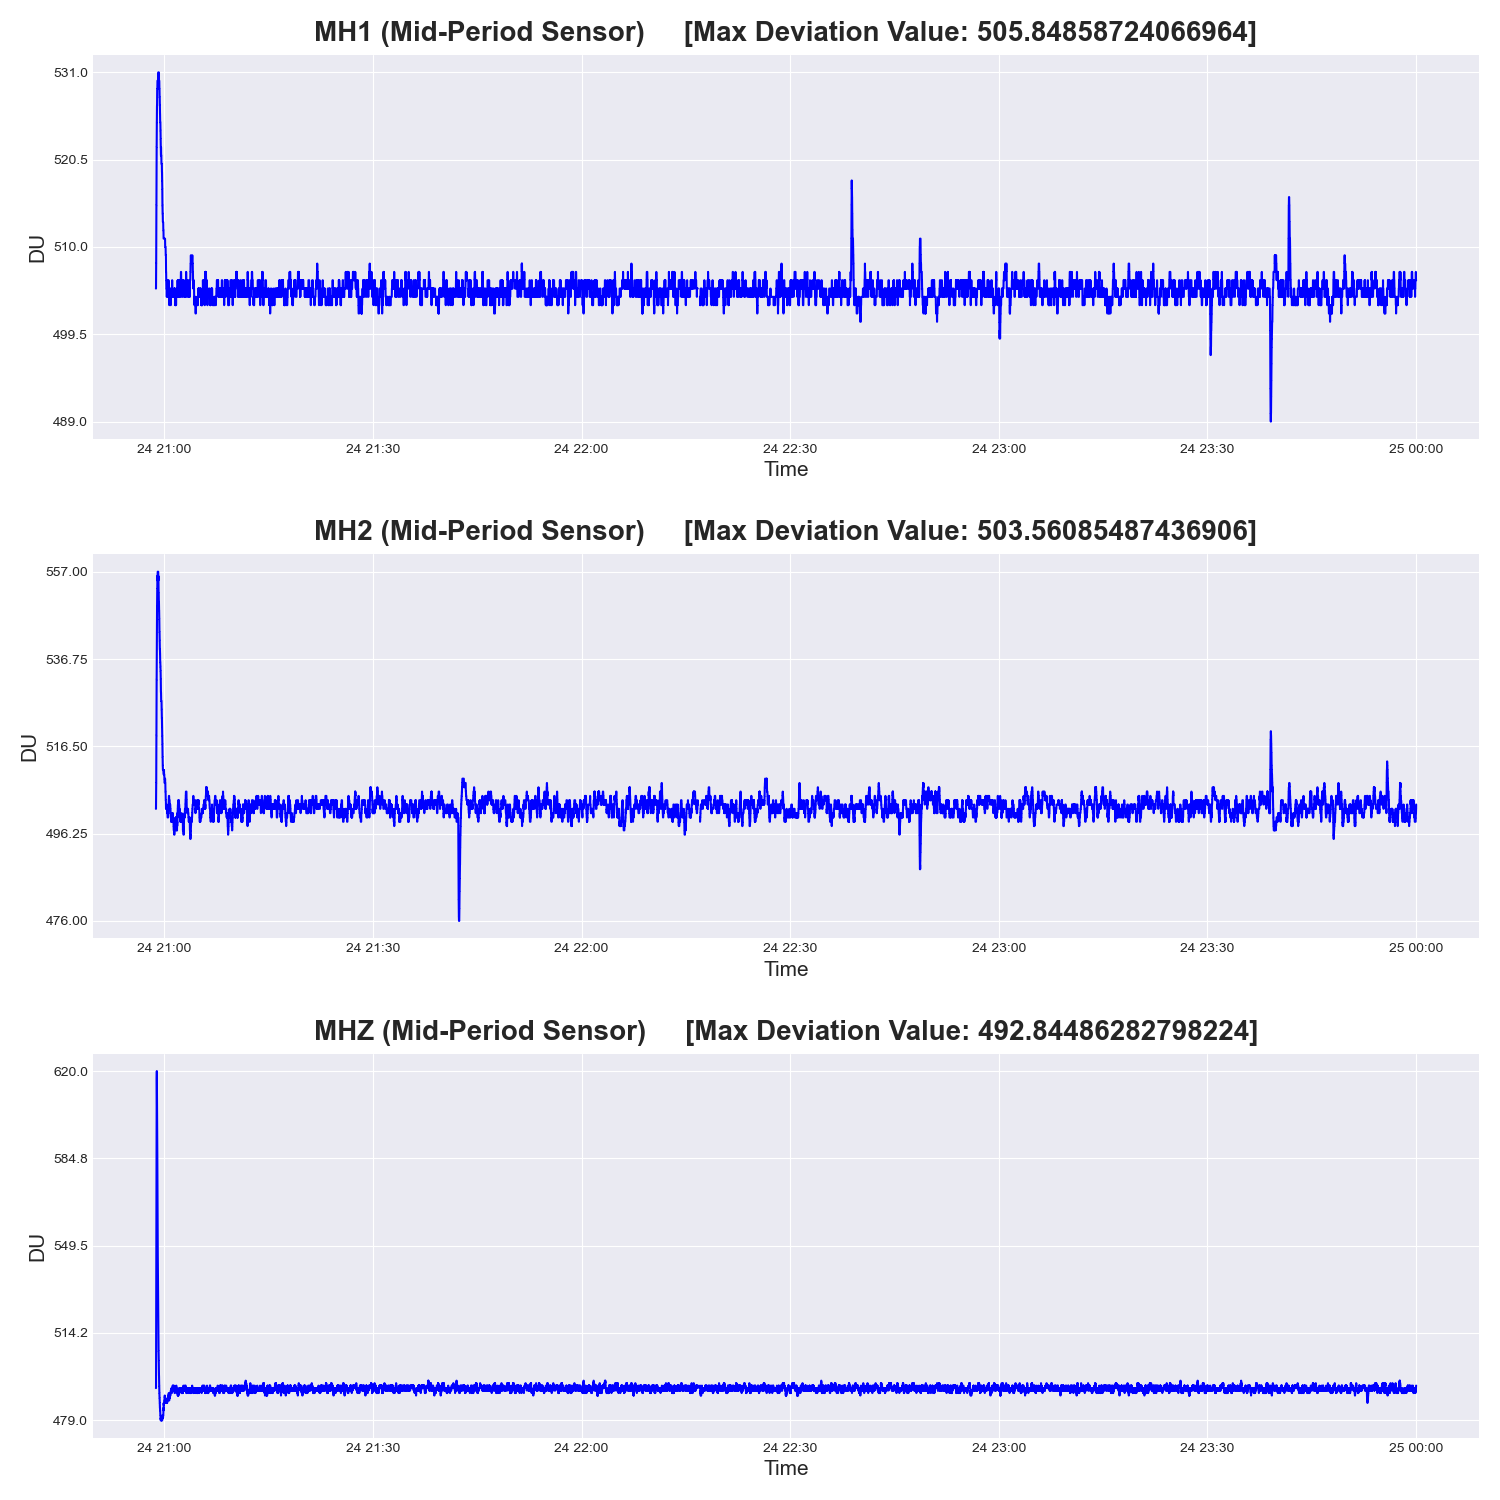 MH1 (Mid-Period Sensor)     [Max Deviation Value: 505.84858724066964]
531.0
520.5
510.0
499.5
489.0
DU
24 21:00 24 21:30 24 22:00 24 22:30 24 23:00 24 23:30 25 00:00
Time
MH2 (Mid-Period Sensor)     [Max Deviation Value: 503.56085487436906]
557.00
536.75
516.50
496.25
476.00
DU
24 21:00 24 21:30 24 22:00 24 22:30 24 23:00 24 23:30 25 00:00
Time
MHZ (Mid-Period Sensor)     [Max Deviation Value: 492.84486282798224]
620.0
584.8
549.5
514.2
479.0
DU
24 21:00 24 21:30 24 22:00 24 22:30 24 23:00 24 23:30 25 00:00
Time